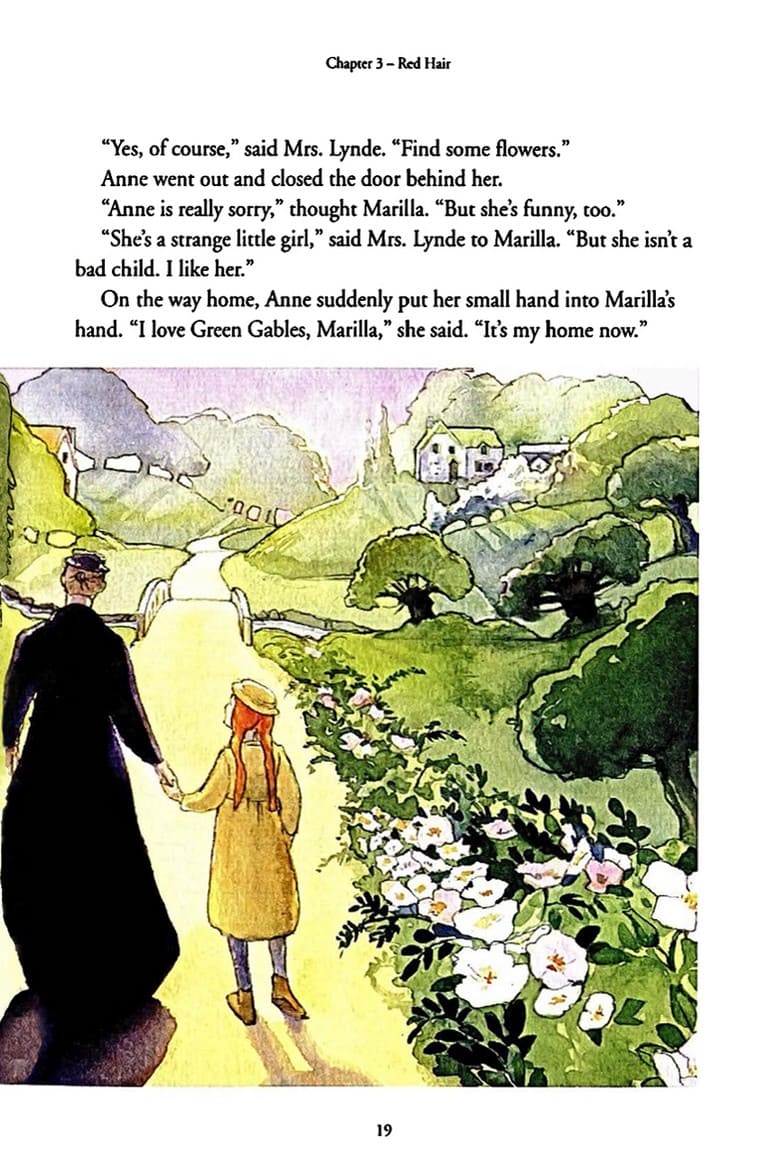 Chapter 3 – Red Hair
“Yes, of course,” said Mrs. Lynde. “Find some flowers.”
Anne went out and closed the door behind her.
“Anne is really sorry,” thought Marilla. “But she’s funny, too.”
“She’s a strange little girl,” said Mrs. Lynde to Marilla. “But she isn’t a
bad child. I like her.”
On the way home, Anne suddenly put her small hand into Marilla’s
hand. “I love Green Gables, Marilla,” she said. “It’s my home now.”
19